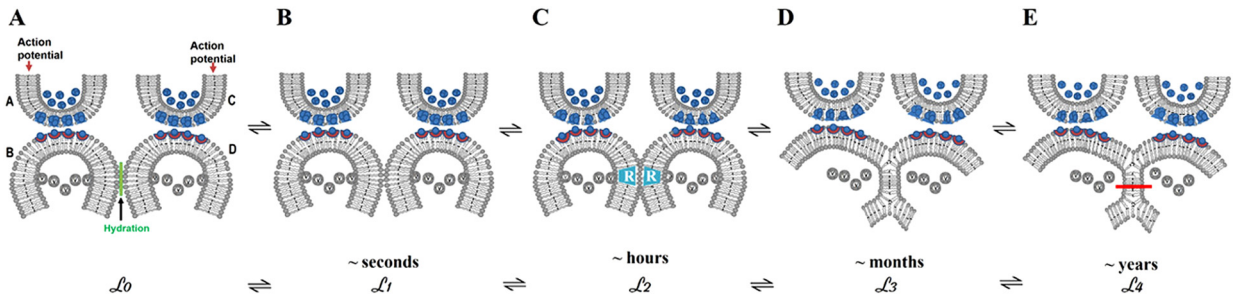 A
B
C
D
E
Action
potential
Action
potential
A
C
B
D
R
R
Hydration
~ seconds
~ hours
~ months
~ years
ℒ0
ℒ1
ℒ2
ℒ3
ℒ4